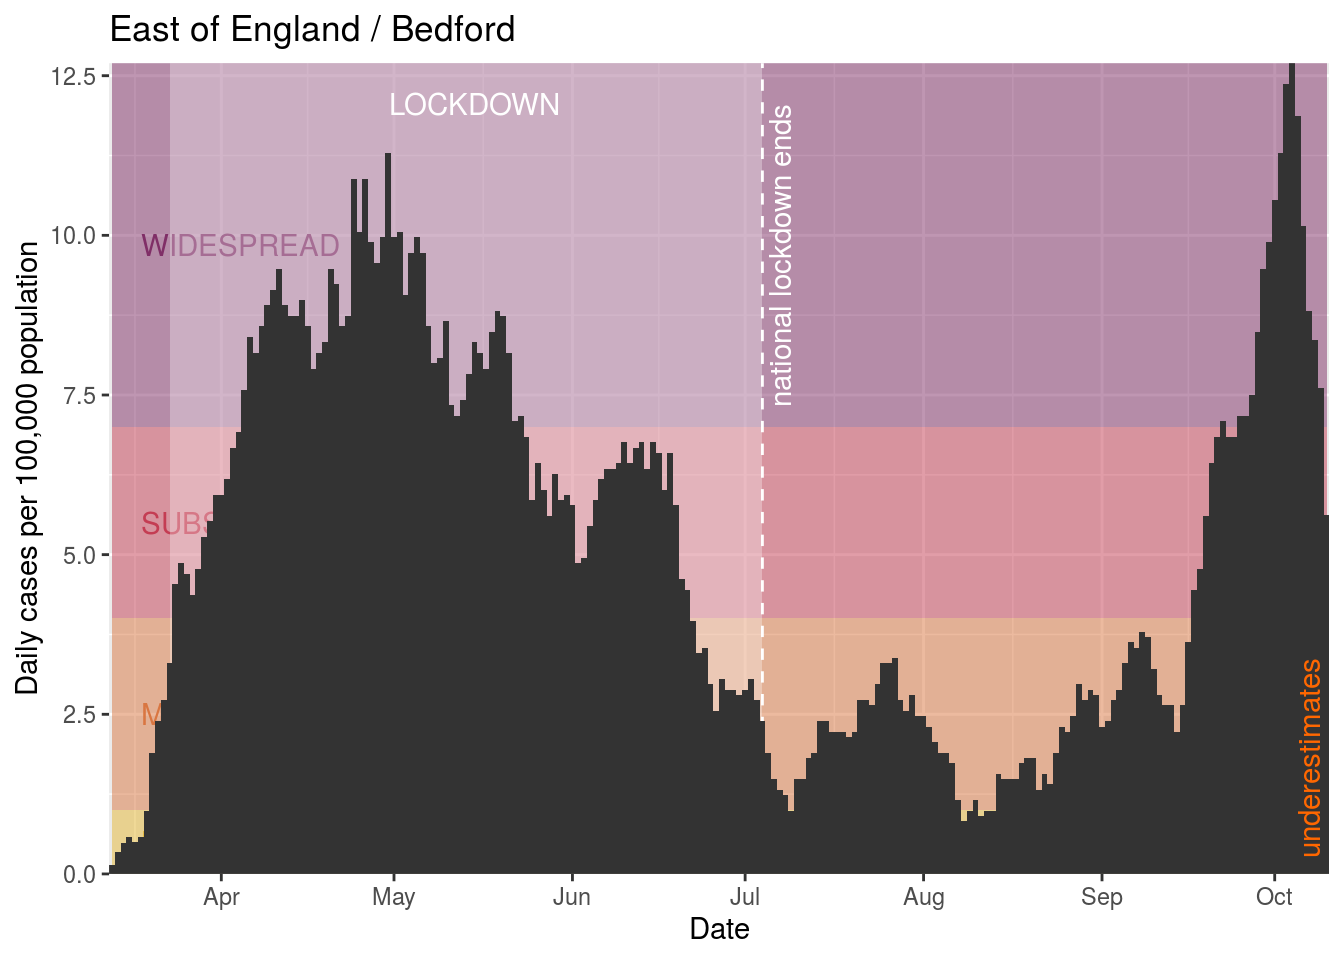 East of England / Bedford
12.5
10.0
7.5
5.0
2.5
0.0
Daily cases per 100,000 population
LOCKDOWN
WIDESPREAD
SUBS
M
national lockdown ends
underestimates
Apr
May
Jun
Jul
Aug
Sep
Oct
Date